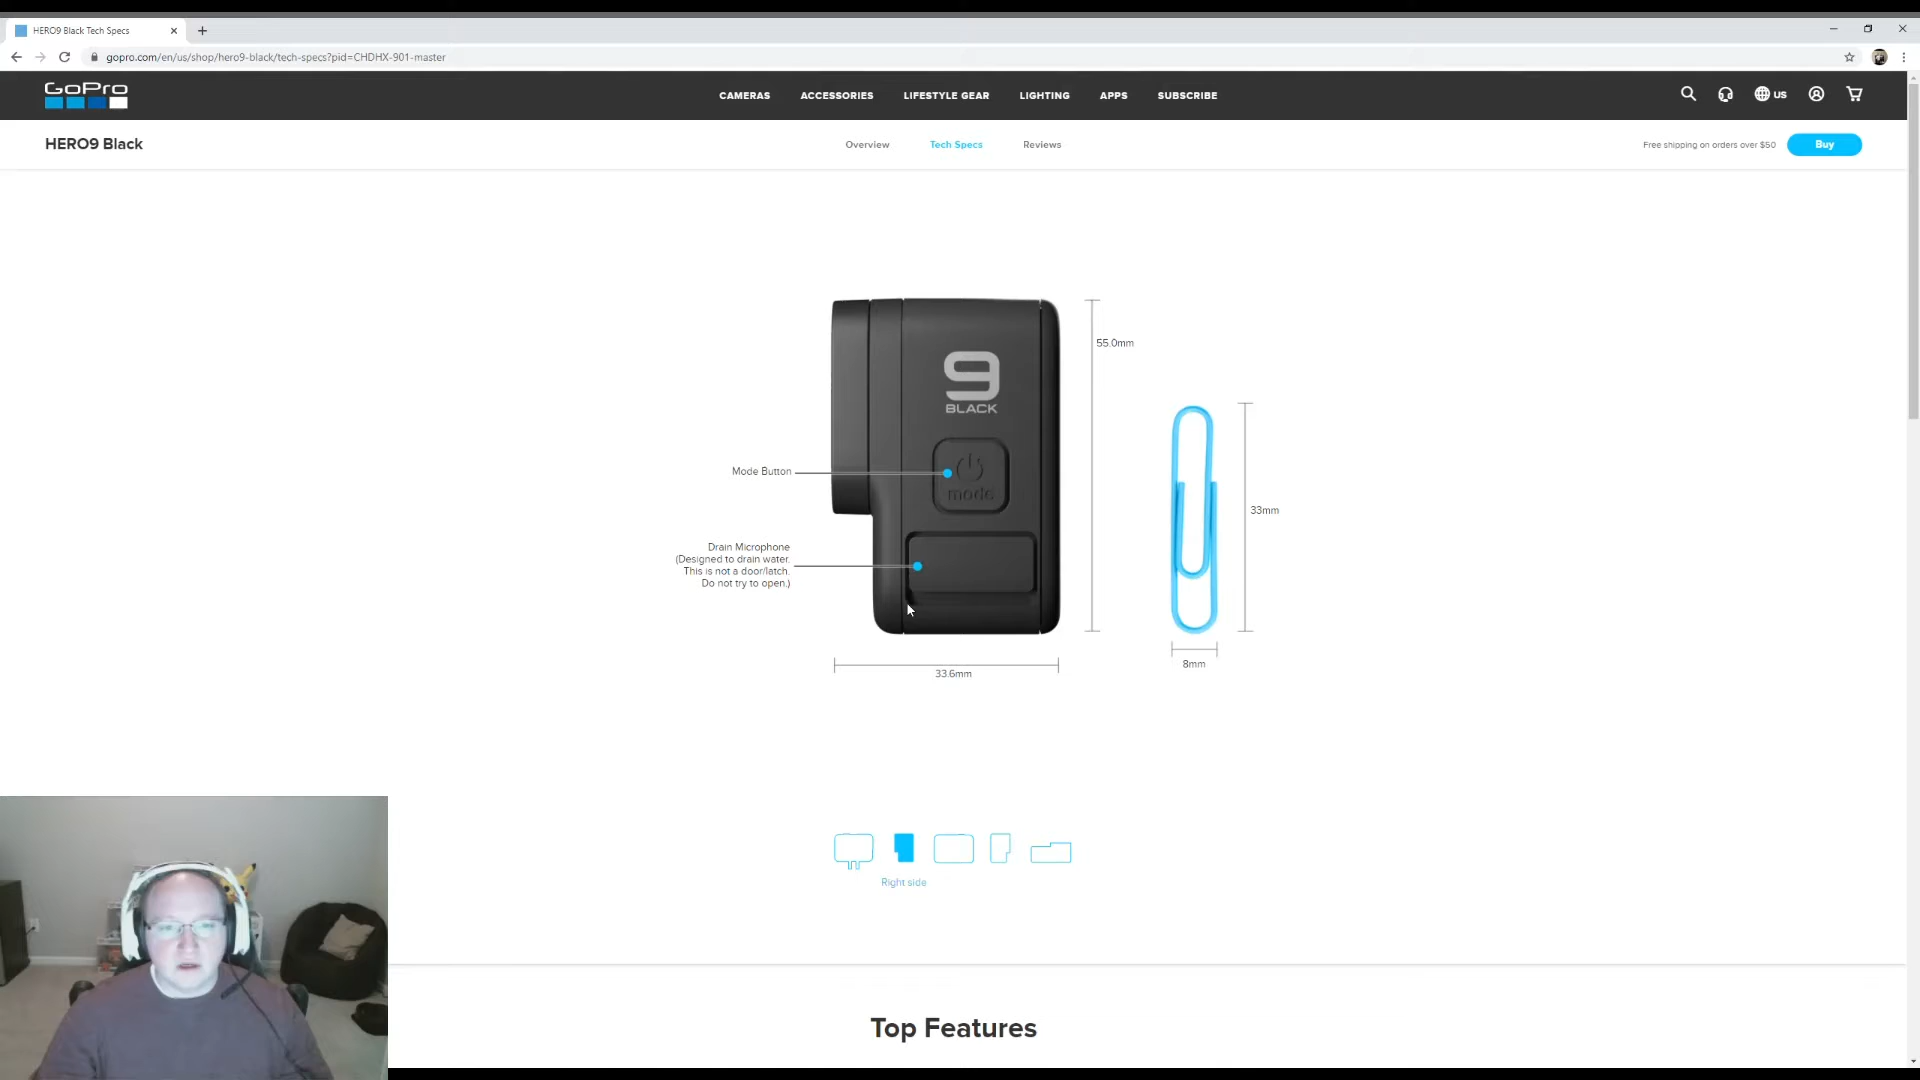 HERO9 Black Tech Specs
gopro.com/en/us/shop/hero9-black/tech-specs?pid=CHDHX-901-master
GoPro
CAMERAS ACCESSORIES LIFESTYLE GEAR LIGHTING APPS SUBSCRIBE
US
HERO9 Black
Overview Tech Specs Reviews
Free shipping on orders over $50 Buy
9
BLACK
55.0mm
Mode Button
mode
33mm
Drain Microphone
(Designed to drain water.
This is not a door/latch.
Do not try to open.)
8mm
33.6mm
Right side
Top Features